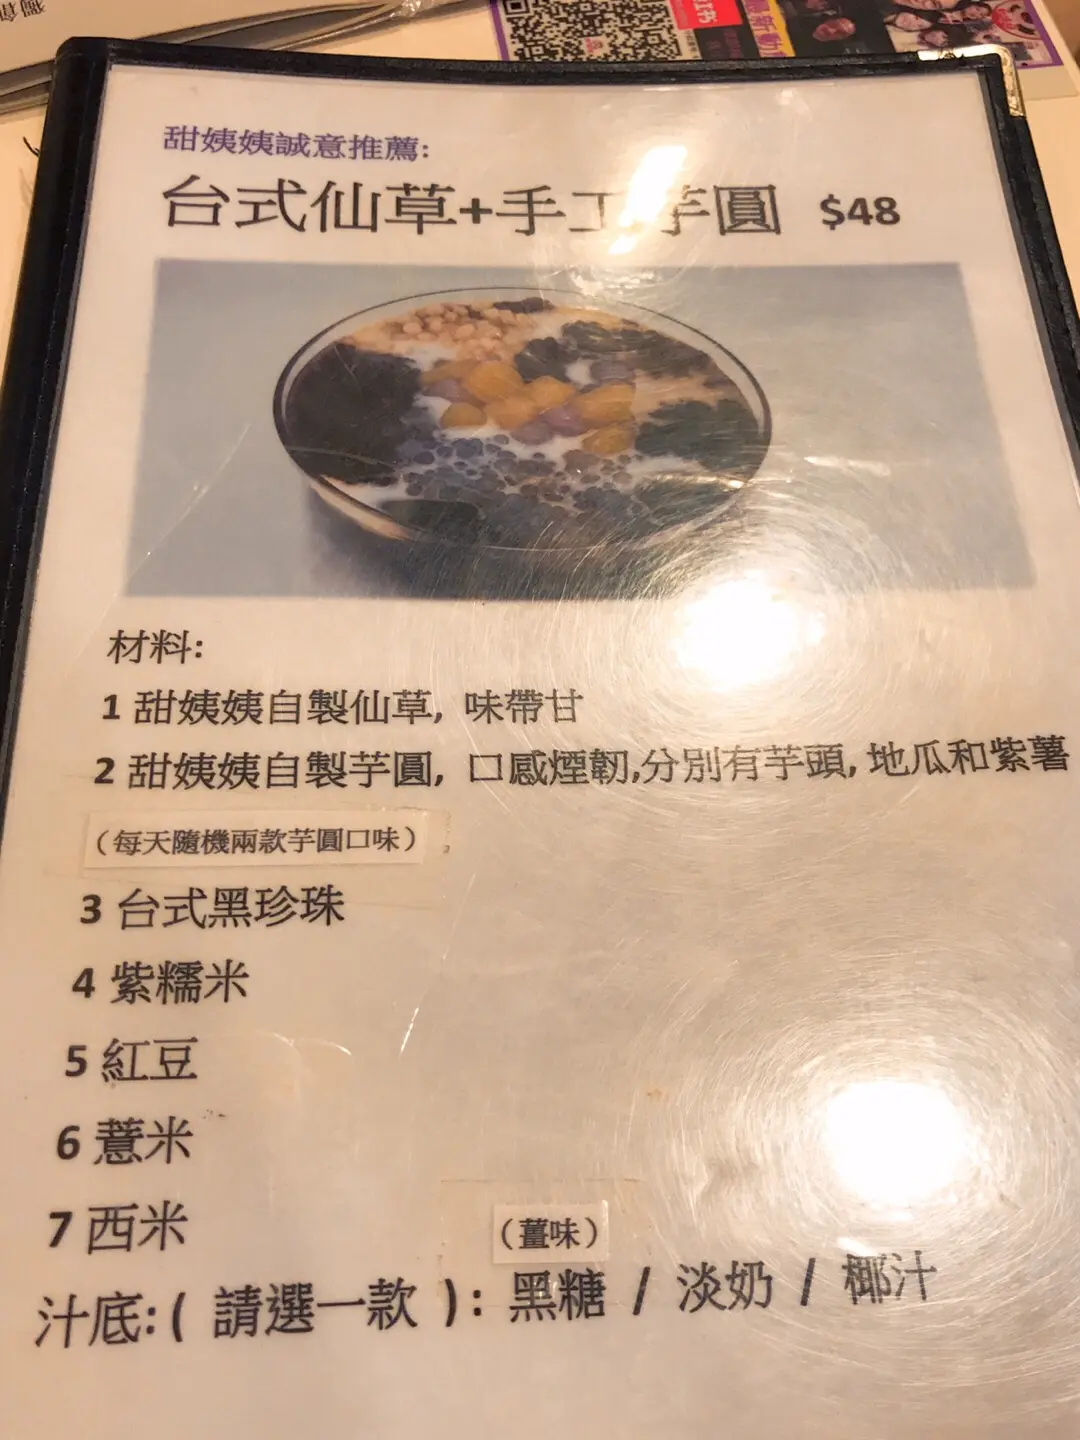 甜姨姨誠意推薦:
台式仙草+手工芋圓 $48
材料:
1 甜姨姨自製仙草, 味帶甘
2 甜姨姨自製芋圓, 口感煙韌,分別有芋頭, 地瓜和紫薯
(每天隨機兩款芋圓口味)
3 台式黑珍珠
4 紫糯米
5 紅豆
6 薏米
7 西米
(薑味)
汁底:( 請選一款 ): 黑糖 / 淡奶 / 椰汁